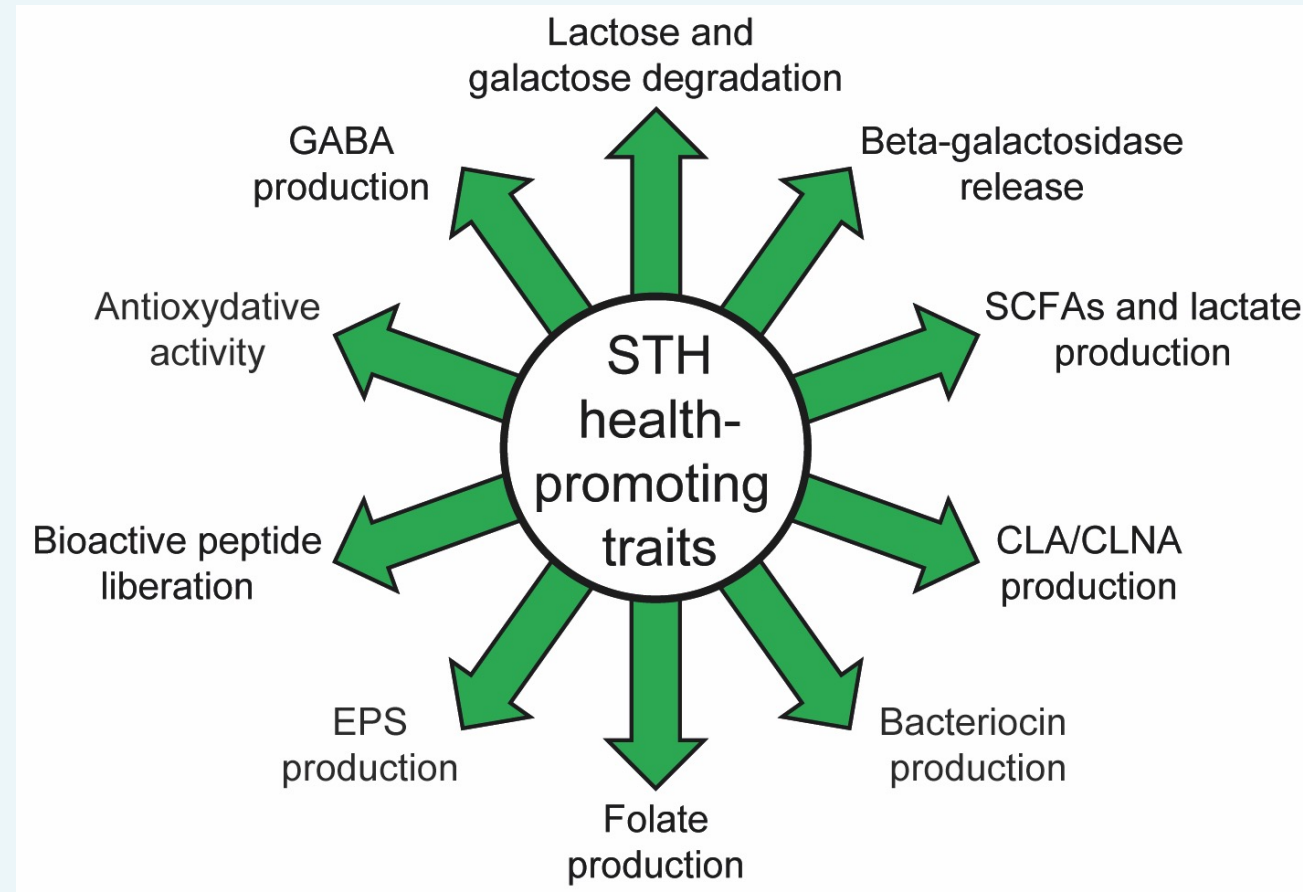 Lactose and
galactose degradation
Beta-galactosidase
release
SCFAs and lactate
production
CLA/CLNA
production
Bacteriocin
production
Folate
production
EPS
production
Bioactive peptide
liberation
Antioxydative
activity
GABA
production
STH
health-
promoting
traits